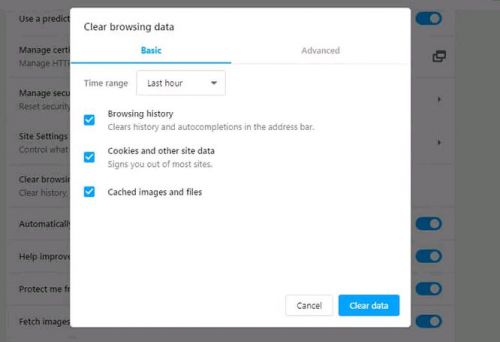 Use a predict
Clear browsing data
Manage certi
Manage HTTP
Basic
Advanced
Time range
Last hour
Manage secu
Reset security
Browsing history
Clears history and autocompletions in the address bar.
Site Settings
Control what
Cookies and other site data
Signs you out of most sites.
Clear browsin
Clear history,
Cached images and files
Automatically
Help improve
Protect me fr
Fetch images
Cancel
Clear data